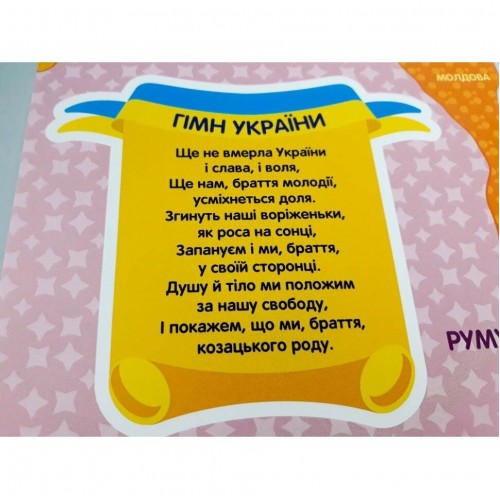 МОЛДОВА
ГІМН УКРАЇНИ
Ще не вмерла України
і слава, і воля,
Ще нам, браття молодії,
усміхнеться доля.
Згинуть наші воріженьки,
як роса на сонці,
Запануєм і ми, браття,
у своїй сторонці.
Душу й тіло ми положим
за нашу свободу,
І покажем, що ми, браття,
козацького роду.
РУМУ